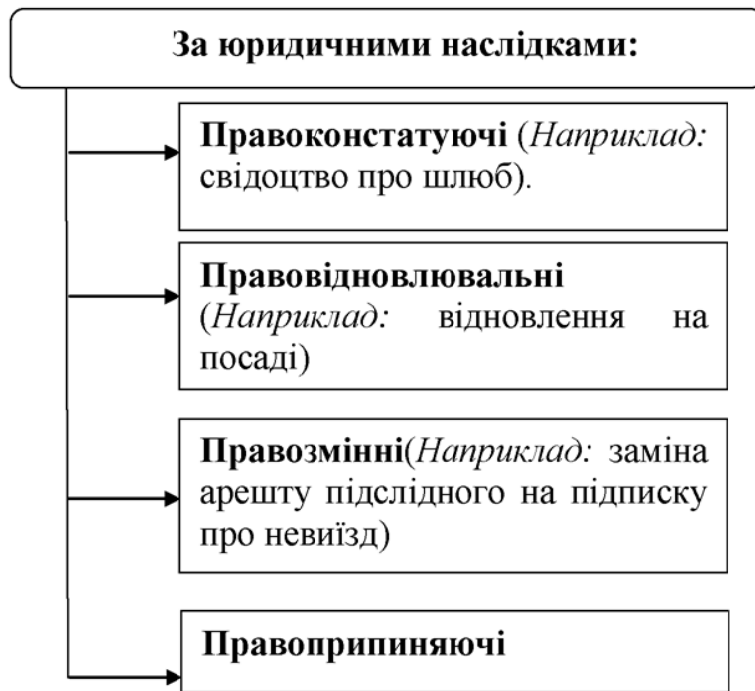 За юридичними наслідками:
Правоконстатуючі (Наприклад:
свідоцтво про шлюб).
Правовідновлювальні
(Наприклад: відновлення на
посаді)
Правозмінні(Наприклад: заміна
арешту підслідного на підписку
про невиїзд)
Правоприпиняючі